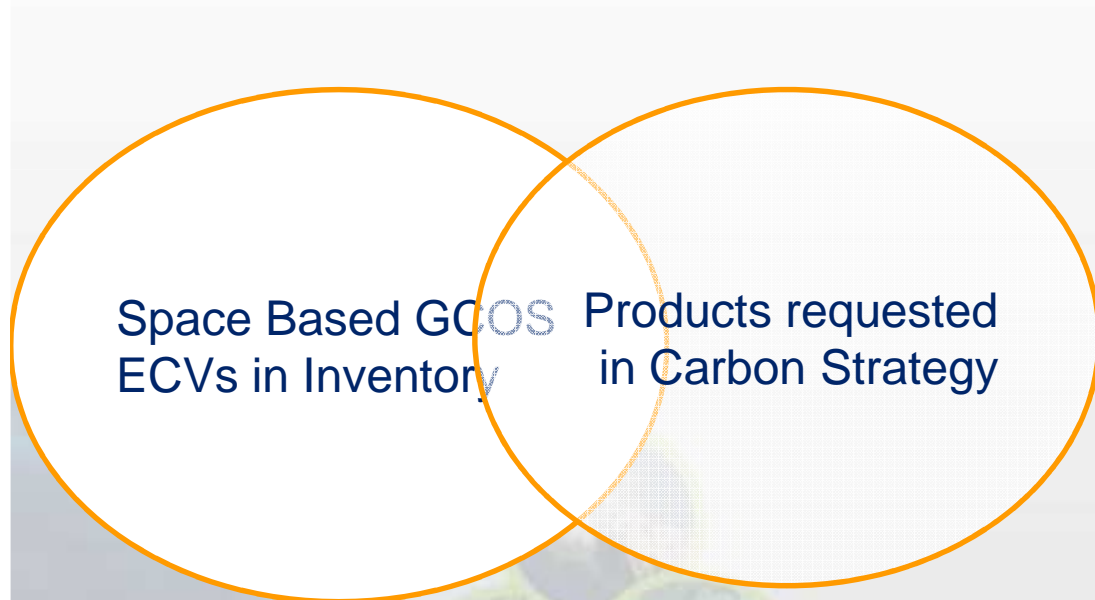 Space Based GCOS
ECVs in Inventory
Products requested
in Carbon Strategy